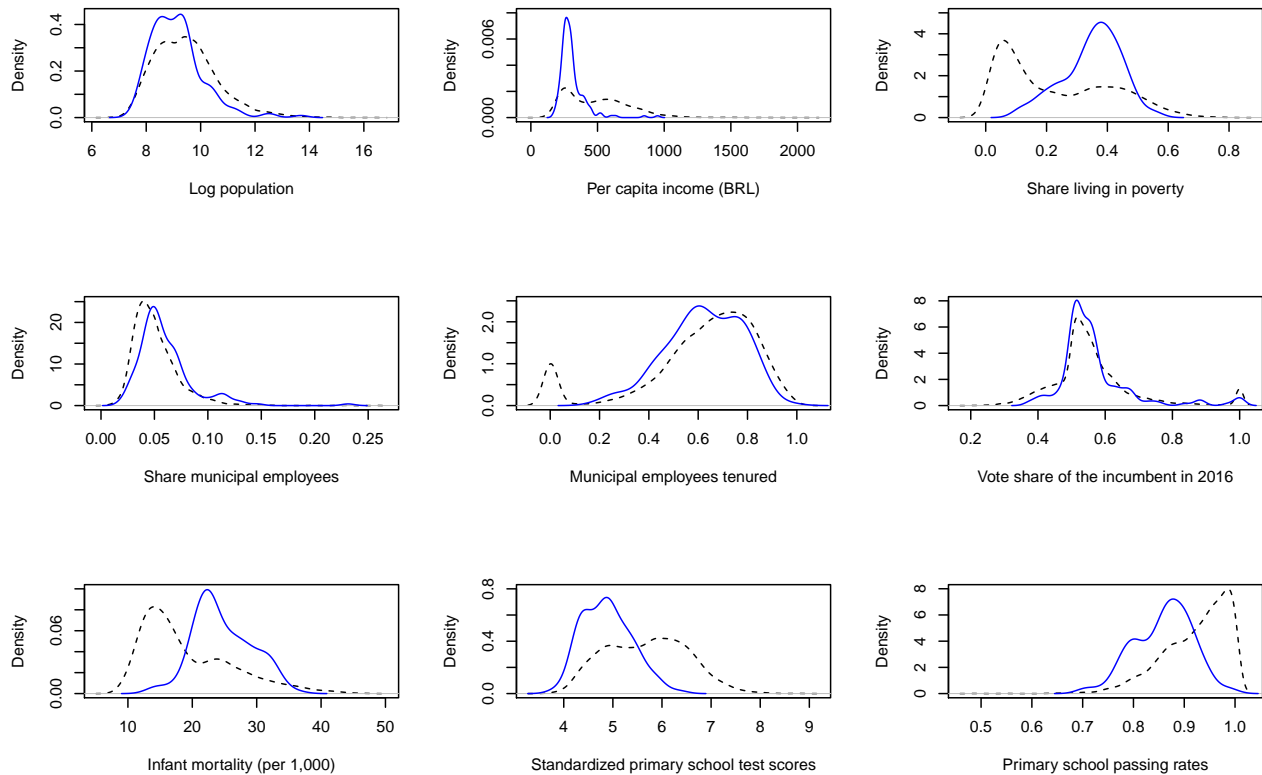 Density
0.0 0.2 0.4
6 8 10 12 14 16
Log population
Density
0.000 0.006
0 500 1000 1500 2000
Per capita income (BRL)
Density
0 2 4
0.0 0.2 0.4 0.6 0.8
Share living in poverty
Density
0 10 20
0.00 0.05 0.10 0.15 0.20 0.25
Share municipal employees
Density
0.0 1.0 2.0
0.0 0.2 0.4 0.6 0.8 1.0
Municipal employees tenured
Density
0 2 4 6 8
0.2 0.4 0.6 0.8 1.0
Vote share of the incumbent in 2016
Density
0.00 0.06
10 20 30 40 50
Infant mortality (per 1,000)
Density
0.0 0.4 0.8
4 5 6 7 8 9
Standardized primary school test scores
Density
0 2 4 6 8
0.5 0.6 0.7 0.8 0.9 1.0
Primary school passing rates